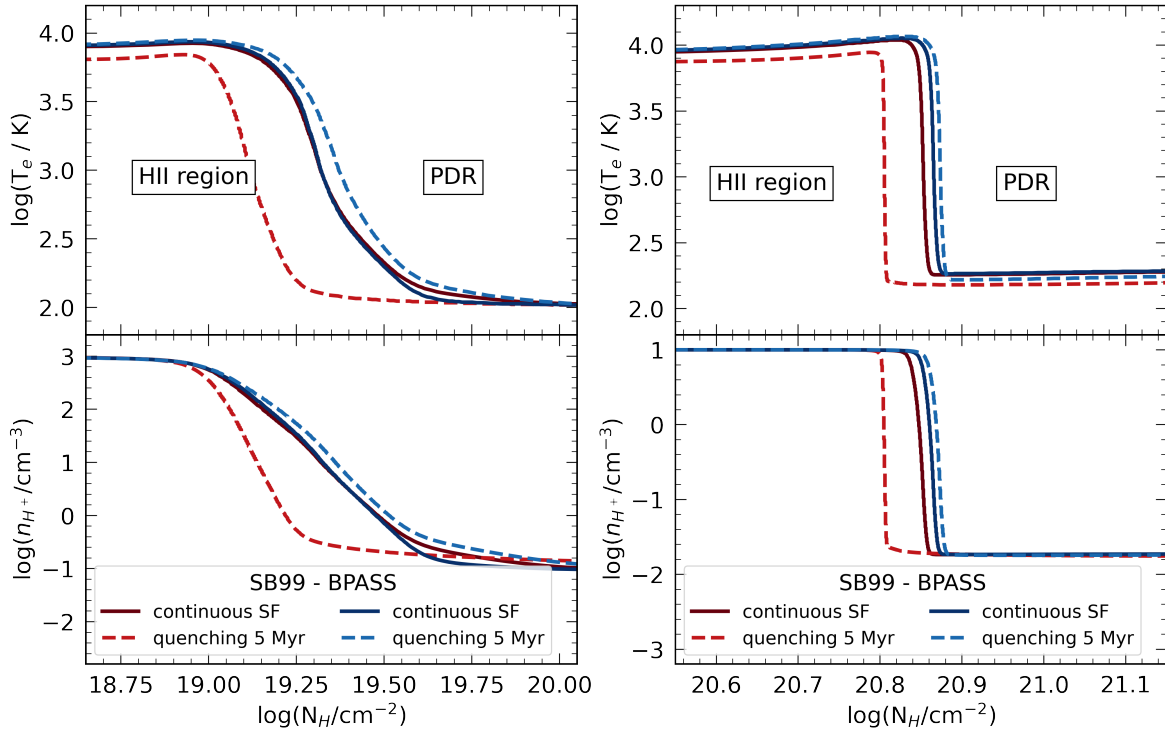 4.0
3.5
3.0
2.5
2.0
log(T_e / K)
HII region
PDR
4.0
3.5
3.0
2.5
2.0
log(T_e / K)
HII region
PDR
3
2
1
0
−1
−2
log(n_{H^+}/cm^{−3})
SB99 - BPASS
continuous SF continuous SF
quenching 5 Myr quenching 5 Myr
18.75 19.00 19.25 19.50 19.75 20.00
log(N_H/cm^{−2})
1
0
−1
−2
−3
log(n_{H^+}/cm^{−3})
SB99 - BPASS
continuous SF continuous SF
quenching 5 Myr quenching 5 Myr
20.6 20.7 20.8 20.9 21.0 21.1
log(N_H/cm^{−2})